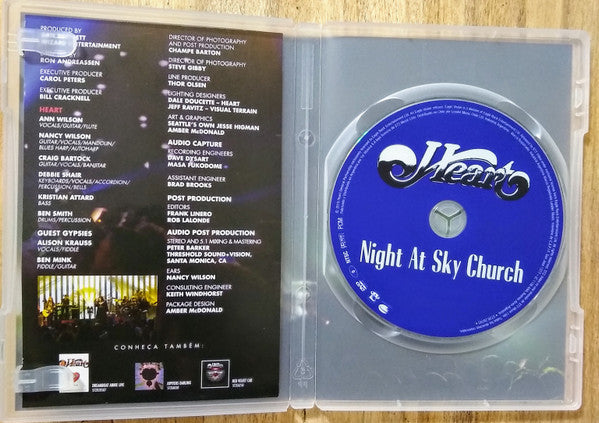 PRODUCED BY
ENTERTAINMENT
RON ANDREASSEN
EXECUTIVE PRODUCER
CAROL PETERS
EXECUTIVE PRODUCER
BILL CRACKNELL
HEART
ANN WILSON
VOCALS/GUITAR/FLUTE
NANCY WILSON
GUITAR/VOCALS/MANDOLIN/
BLUES HARP/AUTOHARP
CRAIG BARTOCK
GUITAR/VOCALS/BANJITAR
DEBBIE SHAIR
KEYBOARDS/VOCALS/ACCORDION/
PERCUSSION/BELLS
KRISTIAN ATTARD
BASS
BEN SMITH
DRUMS/PERCUSSION
GUEST GYPSIES
ALISON KRAUSS
VOCALS/FIDDLE
BEN MINK
FIDDLE/GUITAR
DIRECTOR OF PHOTOGRAPHY
AND POST PRODUCTION
CHAMPE BARTON
DIRECTOR OF PHOTOGRAPHY
STEVE GIBBY
LINE PRODUCER
THOR OLSEN
LIGHTING DESIGNERS
DALE DOUCETTE – HEART
JEFF RAVITZ – VISUAL TERRAIN
ART & GRAPHICS
SEATTLE'S OWN JESSE HIGMAN
AMBER McDONALD
AUDIO CAPTURE
RECORDING ENGINEERS
DAVE DYSART
MASA FUKODOME
ASSISTANT ENGINEER
BRAD BROOKS
POST PRODUCTION
EDITORS
FRANK LINERO
ROB LALONDE
AUDIO POST PRODUCTION
STEREO AND 5.1 MIXING & MASTERING
PETER BARKER
THRESHOLD SOUND+VISION,
SANTA MONICA, CA
EARS
NANCY WILSON
CONSULTING ENGINEER
KEITH WINDHORST
PACKAGE DESIGN
AMBER McDONALD
CONHEÇA TAMBÉM:
Heart
DREAMBOAT ANNIE LIVE
Heart
Night At Sky Church